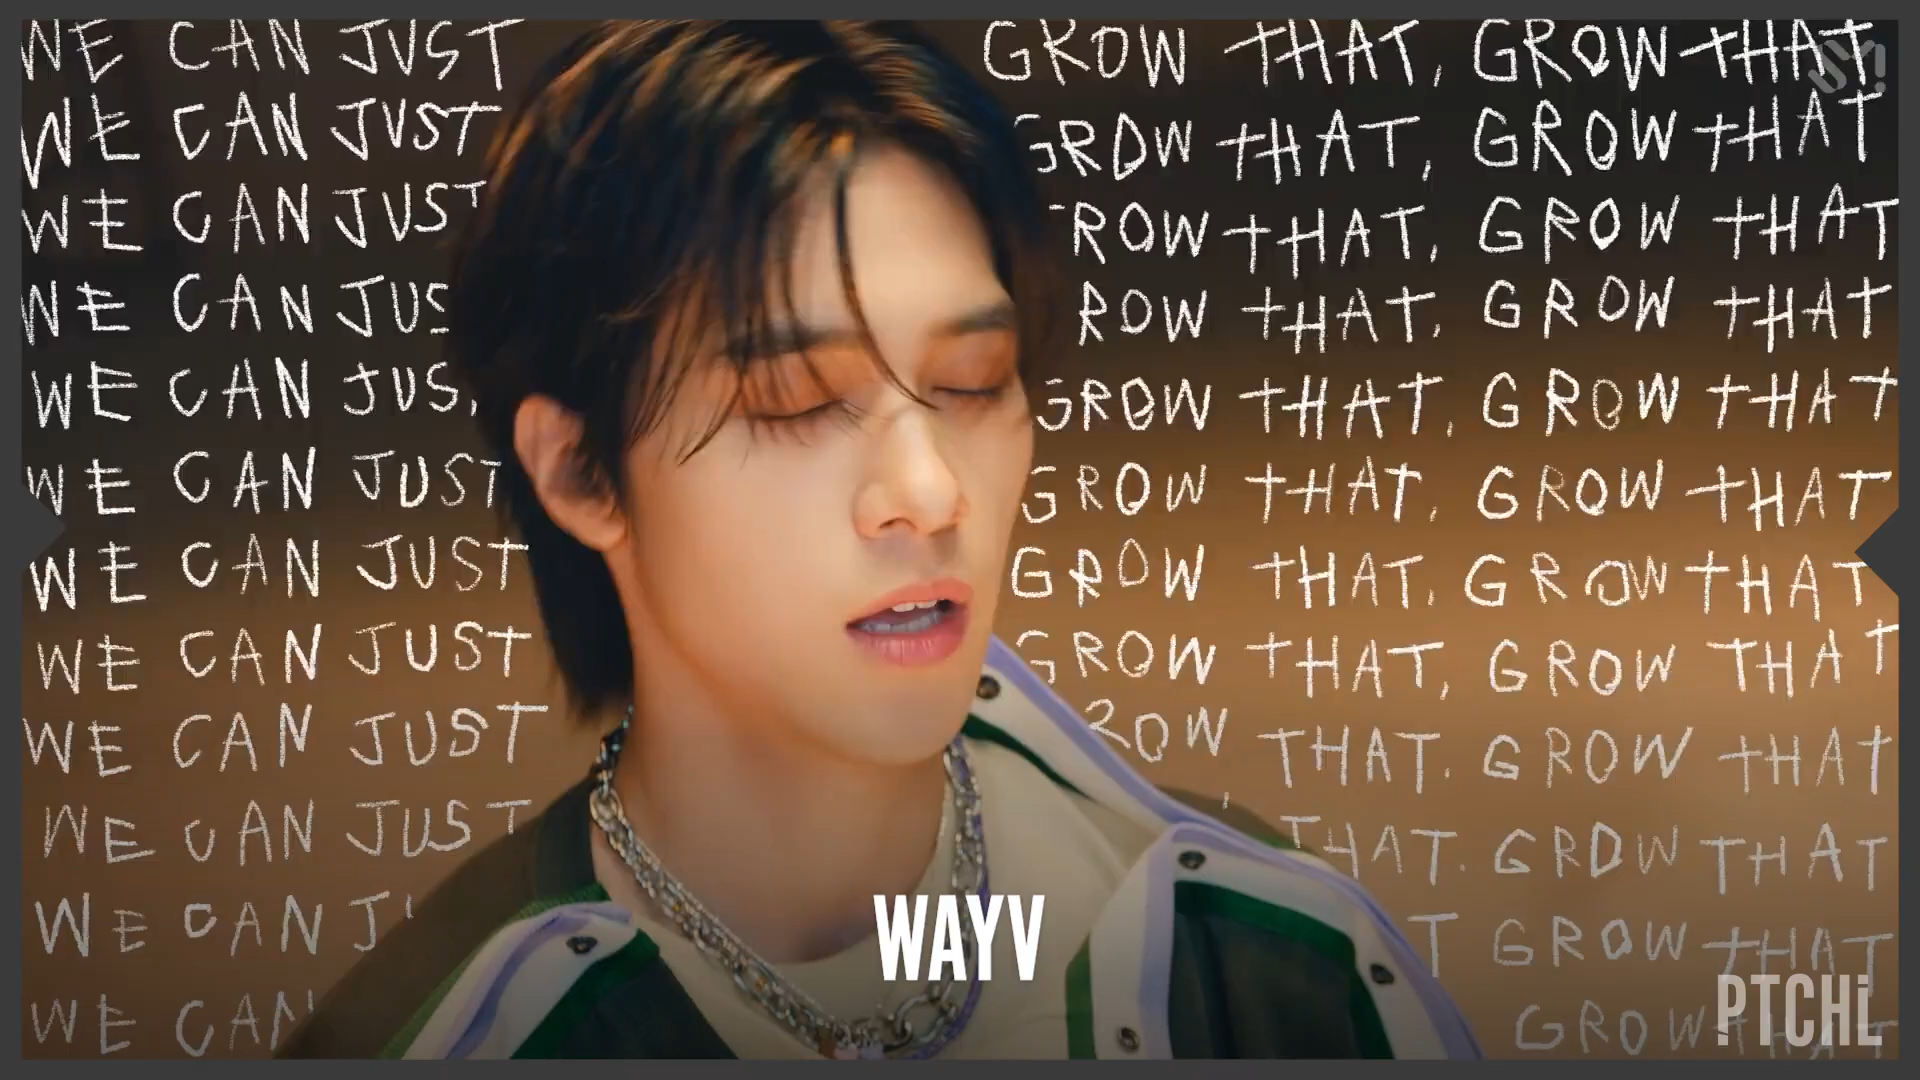 WE CAN JUST GROW THAT, GROW THAT
WE CAN JUST GROW THAT, GROW THAT
WE CAN JUST ROW THAT, GROW THAT
WE CAN JUS ROW THAT, GROW THAT
WE CAN JUS GROW THAT, GROW THAT
WE CAN JUST GROW THAT, GROW THAT
WE CAN JUST GROW THAT, GROW THAT
WE CAN JUST GROW THAT, GROW THAT
WE CAN JUST ROW THAT. GROW THAT
WE CAN JUST THAT. GROW THAT
WE CAN J T GROW THAT
WE CAN GROW THAT
WAYV
PTCHL